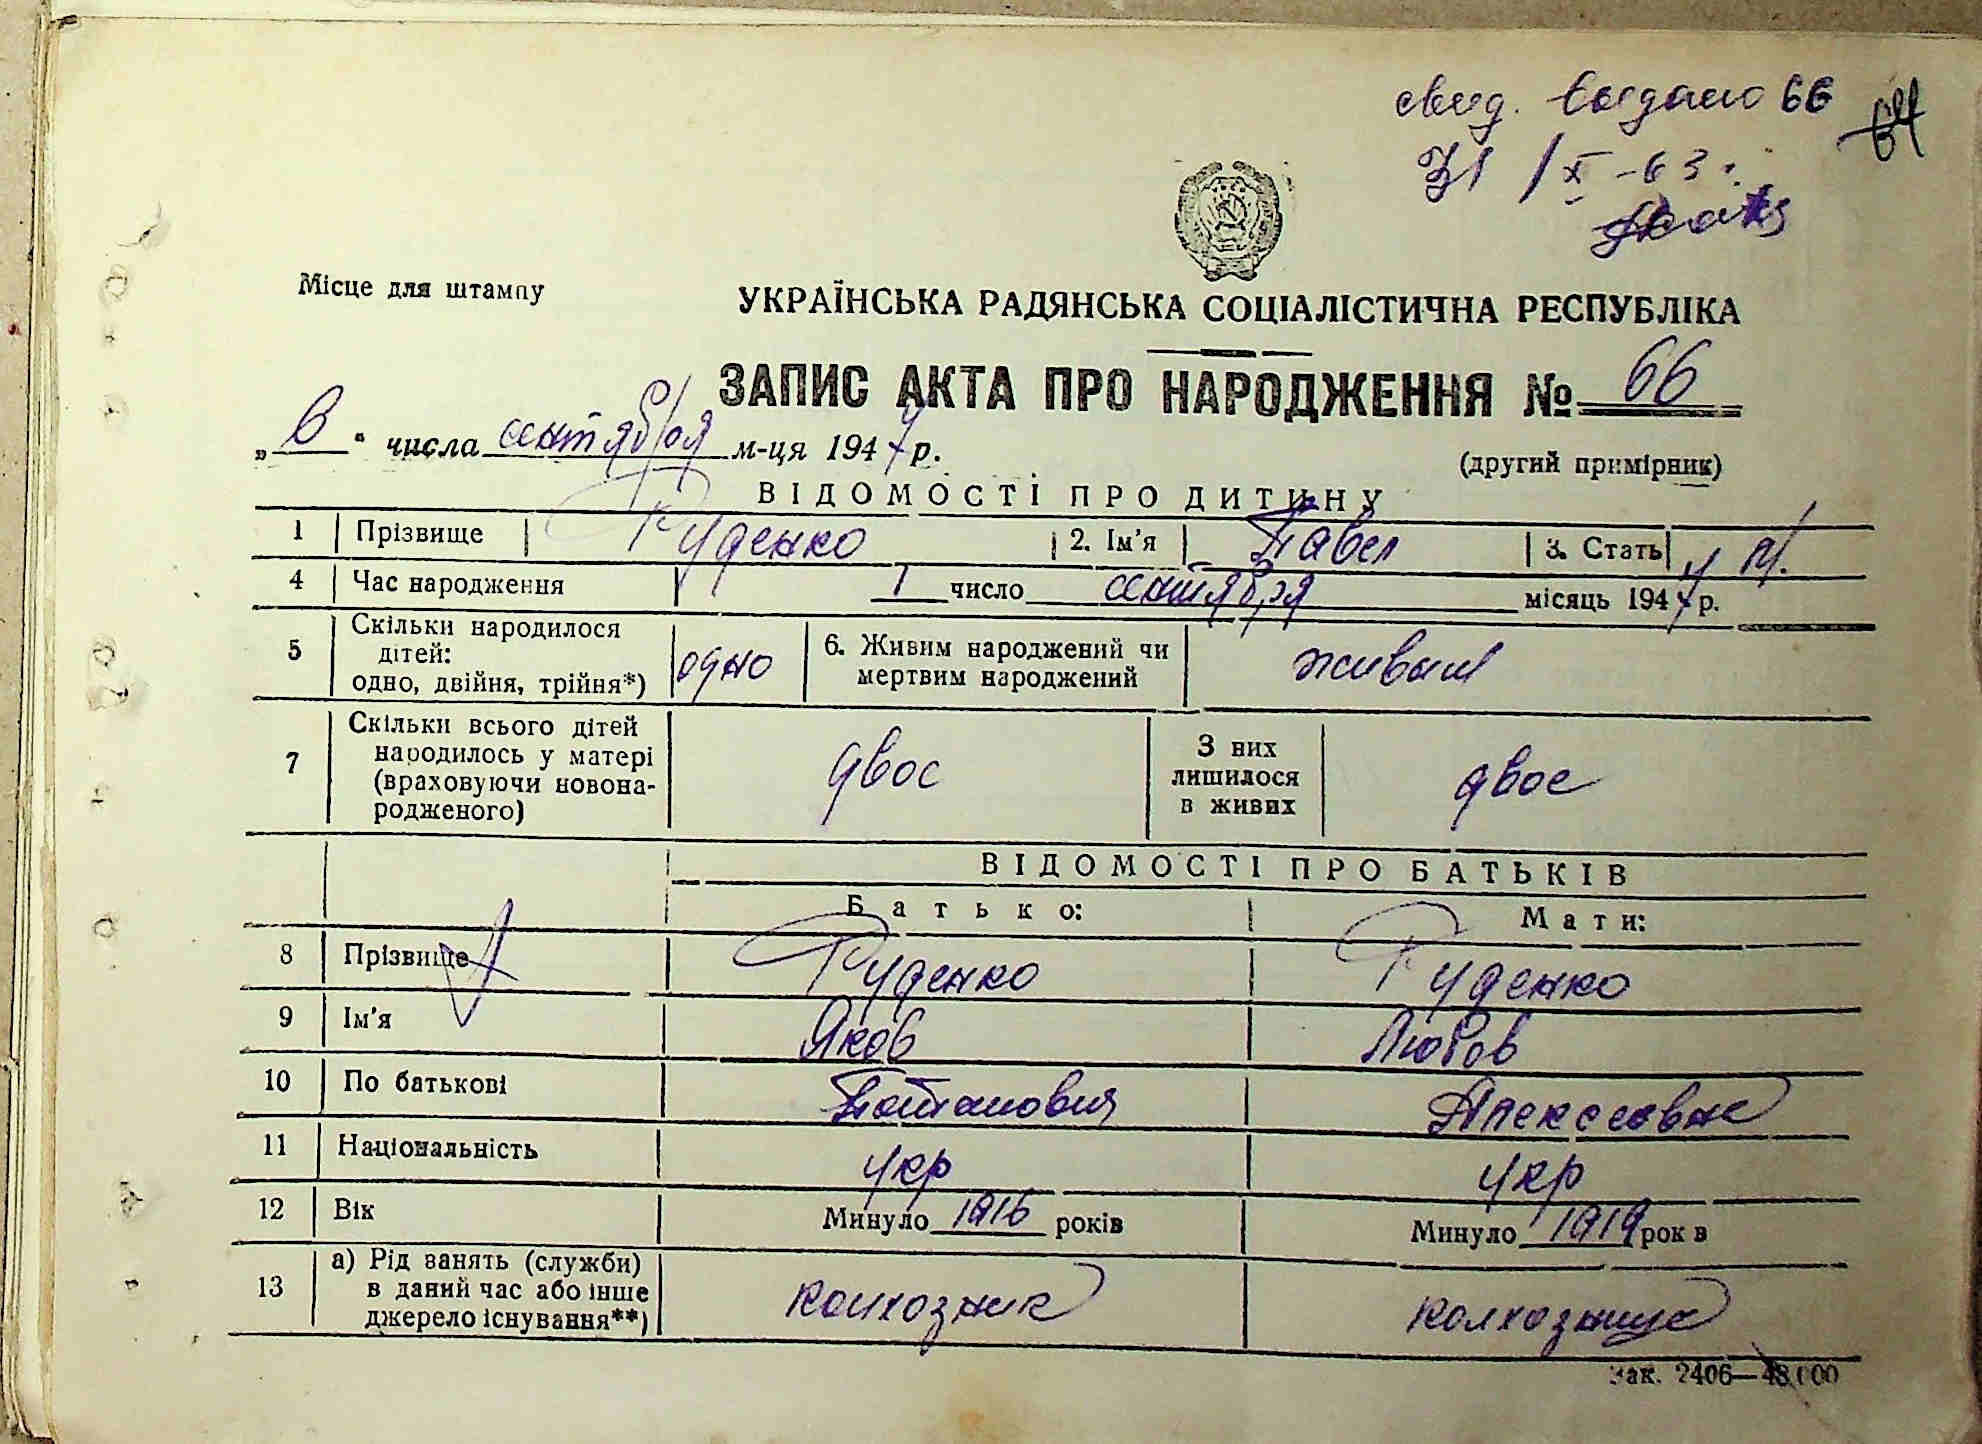 свид. выдано 66
31/X-63 г.
Місце для штампу
УКРАЇНСЬКА РАДЯНСЬКА СОЦІАЛІСТИЧНА РЕСПУБЛІКА
ЗАПИС АКТА ПРО НАРОДЖЕННЯ № 66
„ 6 “ числа сентября м-ця 1947 р.
(другий примірник)
ВІДОМОСТІ ПРО ДИТИНУ
1 Прізвище Руденко 2. Ім'я Павел 3. Стать м.
4 Час народження 1 число сентября місяць 1947 р.
5 Скільки народилося дітей: одно, двійня, трійня*) одно 6. Живим народжений чи мертвим народжений живым
7 Скільки всього дітей народилось у матері (враховуючи новонародженого) двое З них лишилося в живих двое
ВІДОМОСТІ ПРО БАТЬКІВ
Батько: Мати:
8 Прізвище Руденко Руденко
9 Ім'я Яков Любов
10 По батькові Потапович Алексеевна
11 Національність укр укр
12 Вік Минуло 1916 років Минуло 1919 рок в
13 а) Рід занять (служби) в даний час або інше джерело існування**) колхозник колхозница
Зак. 2406—48.000